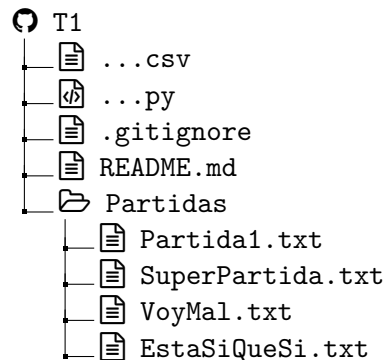 T1
...csv
...py
.gitignore
README.md
Partidas
Partida1.txt
SuperPartida.txt
VoyMal.txt
EstaSiQueSi.txt